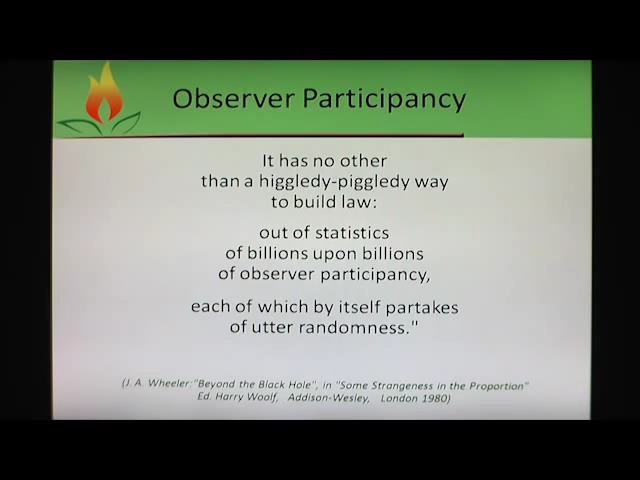 Observer Participancy
It has no other
than a higgledy-piggledy way
to build law:
out of statistics
of billions upon billions
of observer participancy,
each of which by itself partakes
of utter randomness."
(J. A. Wheeler:"Beyond the Black Hole", in "Some Strangeness in the Proportion"
Ed. Harry Woolf, Addison-Wesley, London 1980)